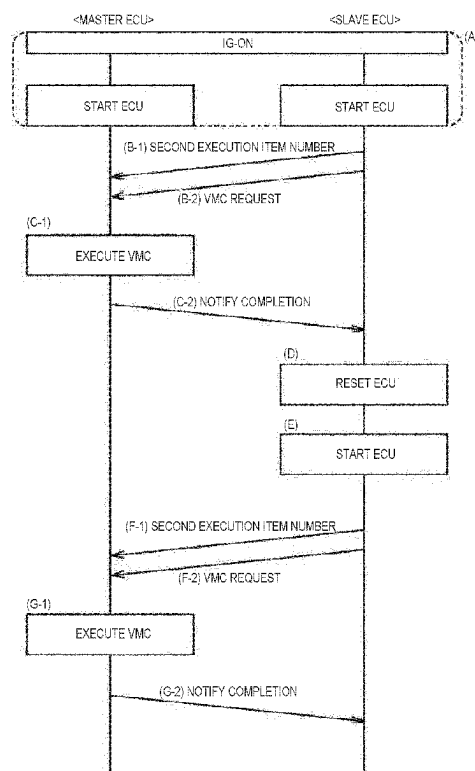 <MASTER ECU> <SLAVE ECU>
(A)
IG-ON
START ECU START ECU
(B-1) SECOND EXECUTION ITEM NUMBER
(B-2) VMC REQUEST
(C-1)
EXECUTE VMC
(C-2) NOTIFY COMPLETION
(D)
RESET ECU
(E)
START ECU
(F-1) SECOND EXECUTION ITEM NUMBER
(F-2) VMC REQUEST
(G-1)
EXECUTE VMC
(G-2) NOTIFY COMPLETION